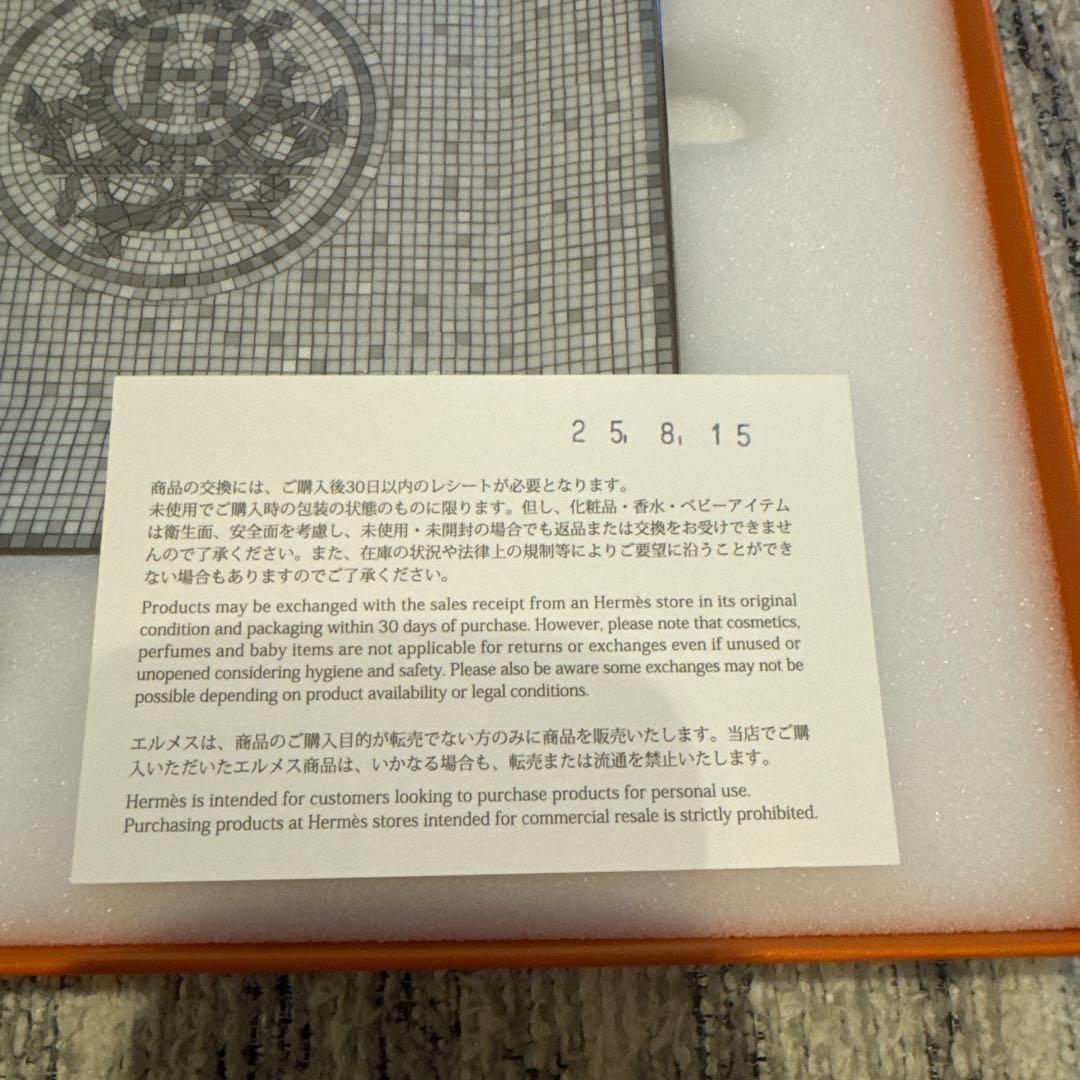 H
25. 8. 15
商品の交換には、ご購入後30日以内のレシートが必要となります。
未使用でご購入時の包装の状態のものに限ります。但し、化粧品・香水・ベビーアイテム
は衛生面、安全面を考慮し、未使用・未開封の場合でも返品または交換をお受けできませ
んので了承ください。また、在庫の状況や法律上の規制等によりご要望に沿うことができ
ない場合もありますのでご了承ください。
Products may be exchanged with the sales receipt from an Hermès store in its original
condition and packaging within 30 days of purchase. However, please note that cosmetics,
perfumes and baby items are not applicable for returns or exchanges even if unused or
unopened considering hygiene and safety. Please also be aware some exchanges may not be
possible depending on product availability or legal conditions.
エルメスは、商品のご購入目的が転売でない方のみに商品を販売いたします。当店でご購
入いただいたエルメス商品は、いかなる場合も、転売または流通を禁止いたします。
Hermès is intended for customers looking to purchase products for personal use.
Purchasing products at Hermès stores intended for commercial resale is strictly prohibited.